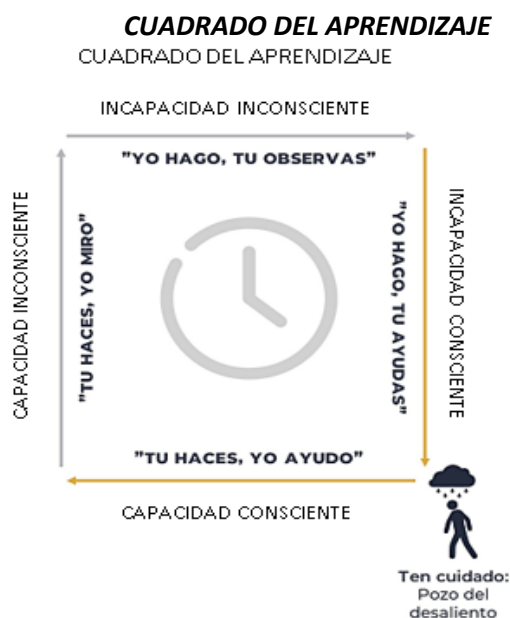 CUADRADO DEL APRENDIZAJE
CUADRADO DEL APRENDIZAJE
INCAPACIDAD INCONSCIENTE
"YO HAGO, TU OBSERVAS"
"YO HAGO, TU AYUDAS"
INCAPACIDAD CONSCIENTE
"TU HACES, YO AYUDO"
CAPACIDAD CONSCIENTE
"TU HACES, YO MIRO"
CAPACIDAD INCONSCIENTE
Ten cuidado:
Pozo del
desaliento